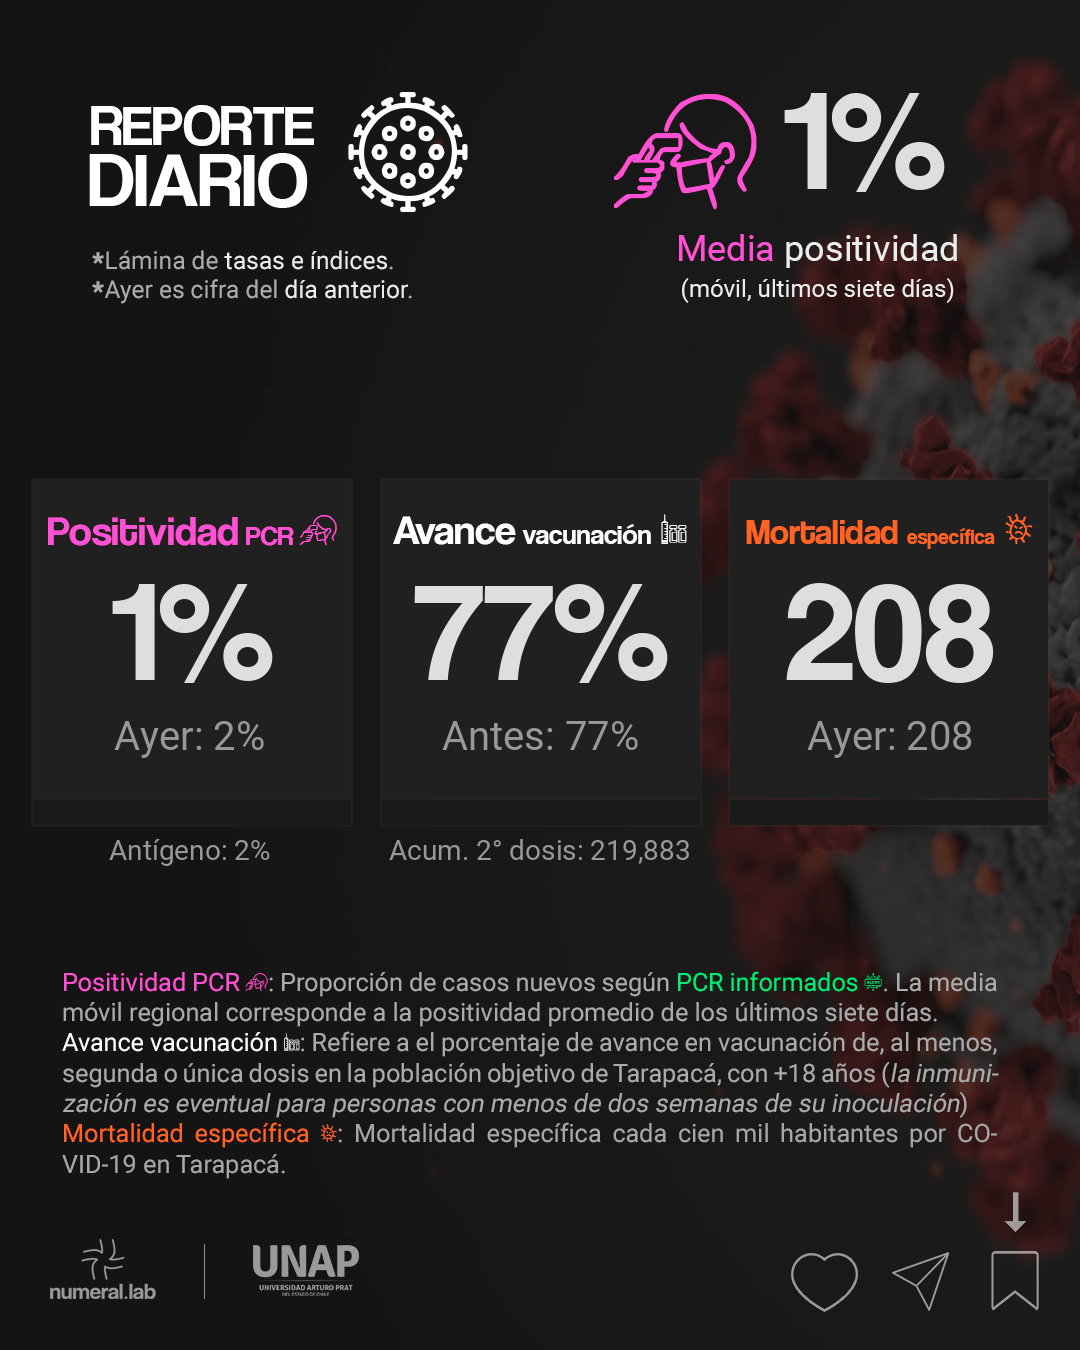 REPORTE
DIARIO
*Lámina de tasas e índices.
*Ayer es cifra del día anterior.
1%
Media positividad
(móvil, últimos siete días)
Positividad PCR
1%
Ayer: 2%
Antígeno: 2%
Avance vacunación
77%
Antes: 77%
Acum. 2° dosis: 219,883
Mortalidad específica
208
Ayer: 208
Positividad PCR: Proporción de casos nuevos según PCR informados. La media
móvil regional corresponde a la positividad promedio de los últimos siete días.
Avance vacunación: Refiere a el porcentaje de avance en vacunación de, al menos,
segunda o única dosis en la población objetivo de Tarapacá, con +18 años (la inmuni-
zación es eventual para personas con menos de dos semanas de su inoculación)
Mortalidad específica: Mortalidad específica cada cien mil habitantes por CO-
VID-19 en Tarapacá.
numeral.lab
UNAP
UNIVERSIDAD ARTURO PRAT
DEL ESTADO DE CHILE